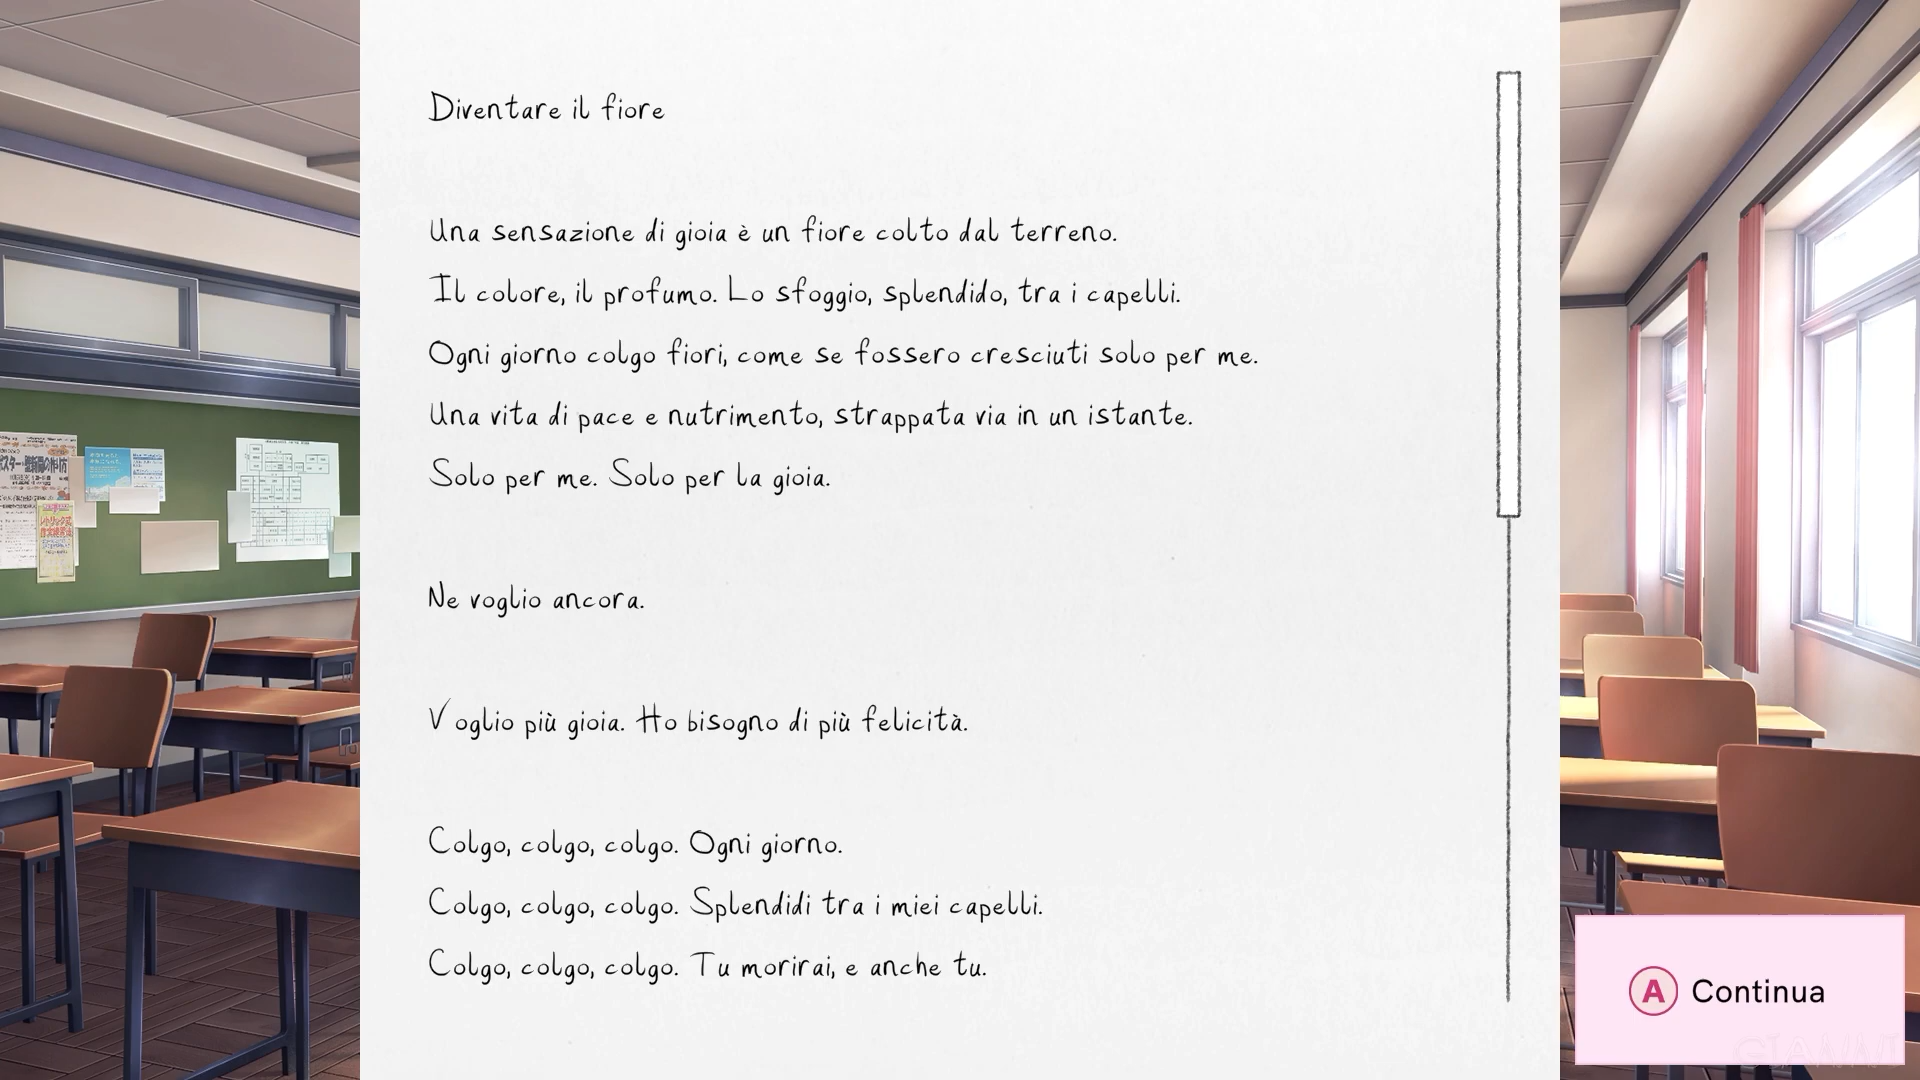 Diventare il fiore
Una sensazione di gioia è un fiore colto dal terreno.
Il colore, il profumo. Lo sfoggio, splendido, tra i capelli.
Ogni giorno colgo fiori, come se fossero cresciuti solo per me.
Una vita di pace e nutrimento, strappata via in un istante.
Solo per me. Solo per la gioia.
Ne voglio ancora.
Voglio più gioia. Ho bisogno di più felicità.
Colgo, colgo, colgo. Ogni giorno.
Colgo, colgo, colgo. Splendidi tra i miei capelli.
Colgo, colgo, colgo. Tu morirai, e anche tu.
A Continua
GIANNI